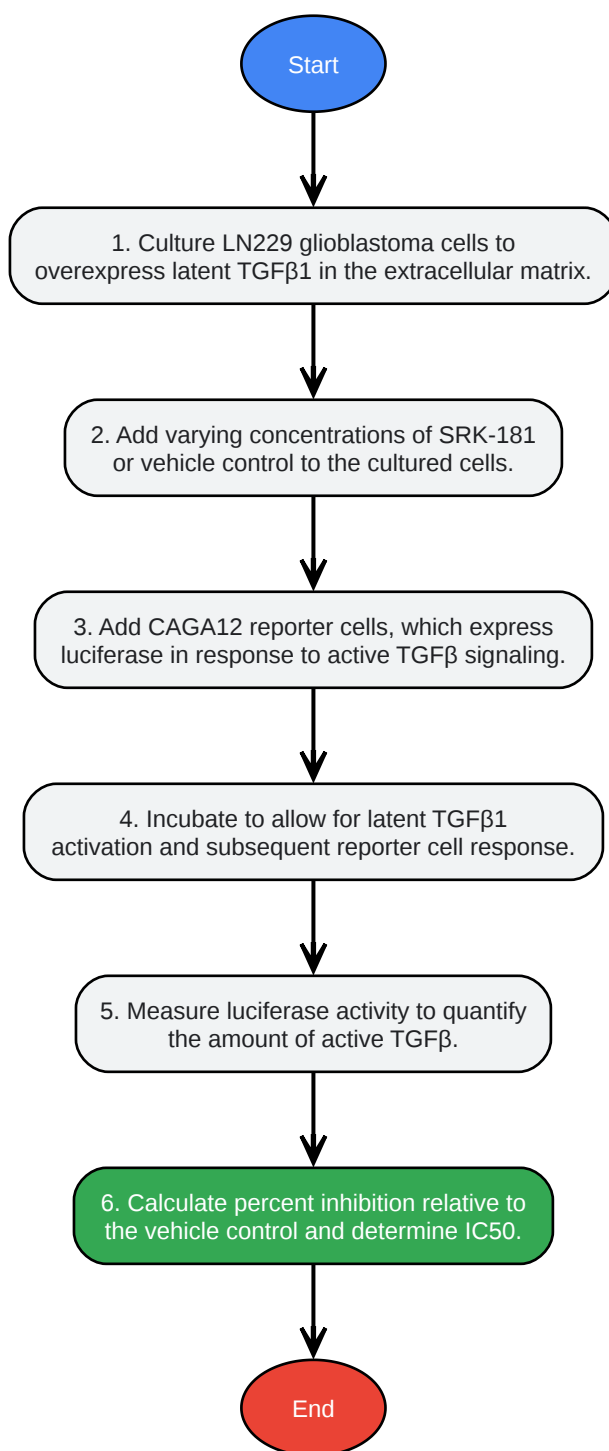 Start
1. Culture LN229 glioblastoma cells to
overexpress latent TGFβ1 in the extracellular matrix.
2. Add varying concentrations of SRK-181
or vehicle control to the cultured cells.
3. Add CAGA12 reporter cells, which express
luciferase in response to active TGFβ signaling.
4. Incubate to allow for latent TGFβ1
activation and subsequent reporter cell response.
5. Measure luciferase activity to quantify
the amount of active TGFβ.
6. Calculate percent inhibition relative to
the vehicle control and determine IC50.
End